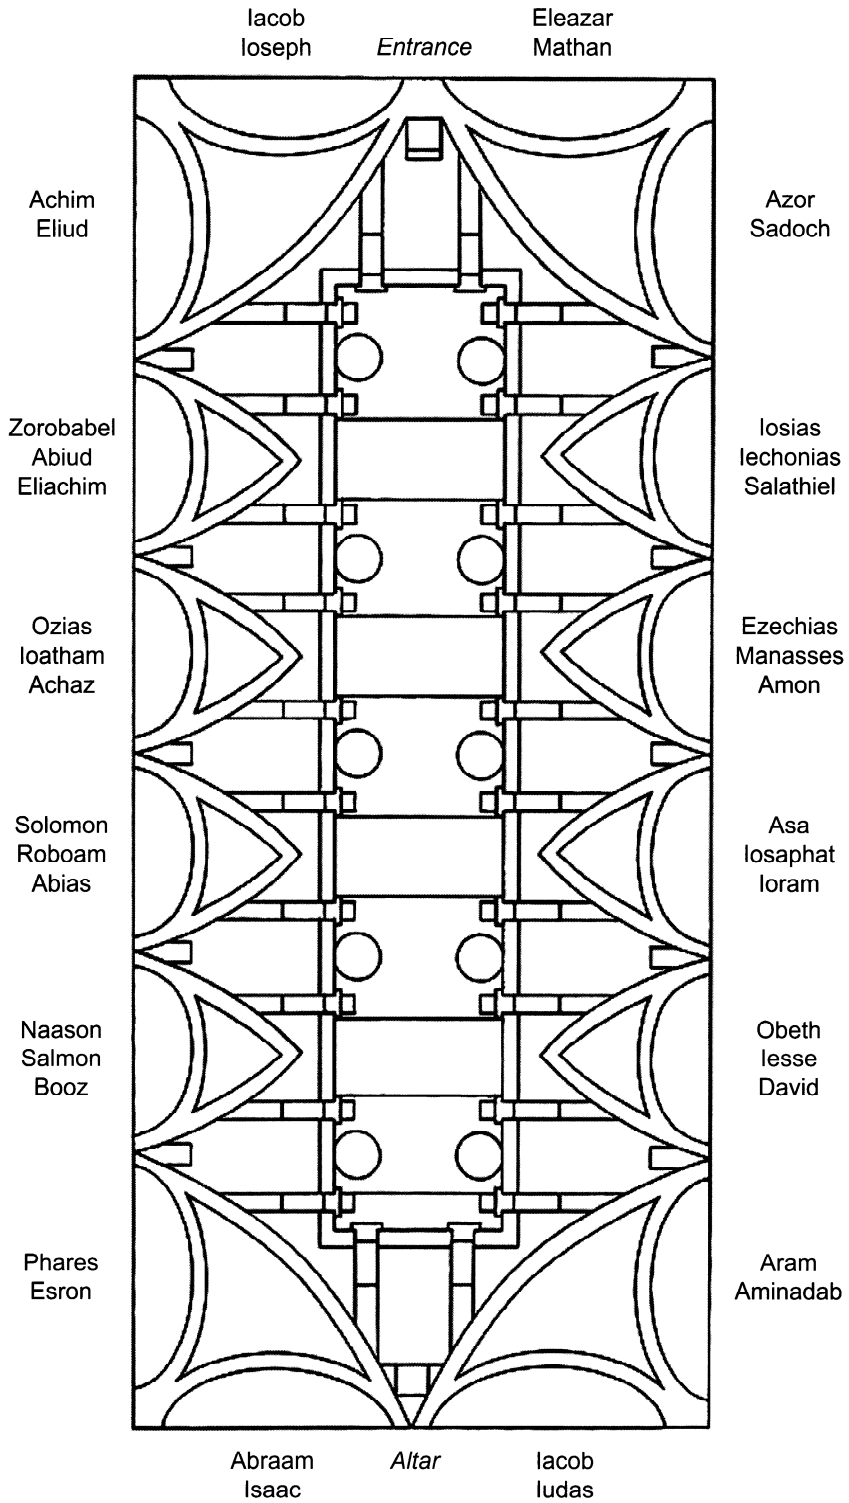 Iacob
Ioseph
Entrance
Eleazar
Mathan
Achim
Eliud
Azor
Sadoch
Zorobabel
Abiud
Eliachim
Iosias
Iechonias
Salathiel
Ozias
Ioatham
Achaz
Ezechias
Manasses
Amon
Solomon
Roboam
Abias
Asa
Iosaphat
Ioram
Naason
Salmon
Booz
Obeth
Iesse
David
Phares
Esron
Aram
Aminadab
Abraam
Isaac
Altar
Iacob
Iudas